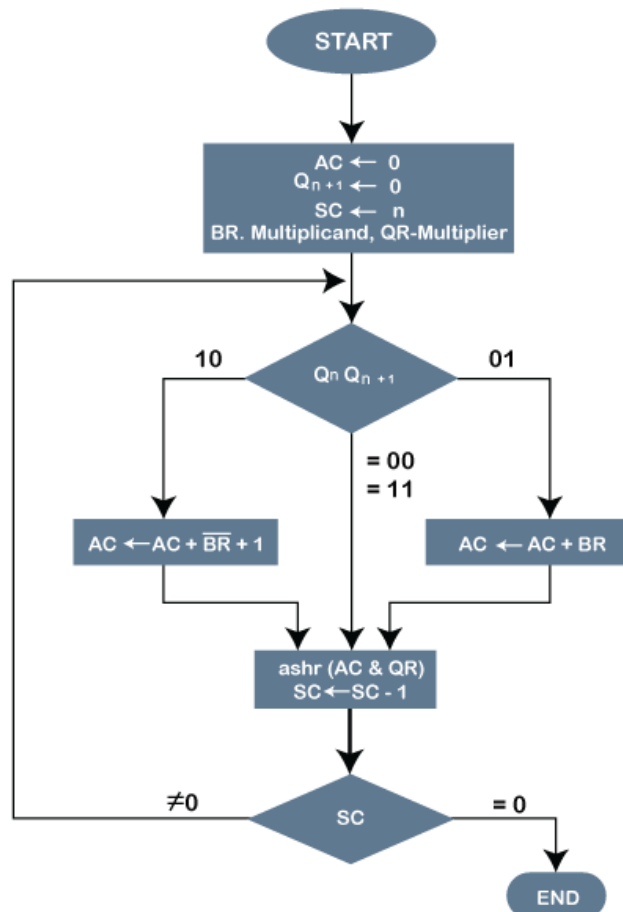 START
AC ← 0
Qn+1 ← 0
SC ← n
BR. Multiplicand, QR-Multiplier
10
Qn Qn+1
01
= 00
= 11
AC ← AC + B̅R̅ + 1
AC ← AC + BR
ashr (AC & QR)
SC ← SC - 1
≠0
SC
= 0
END